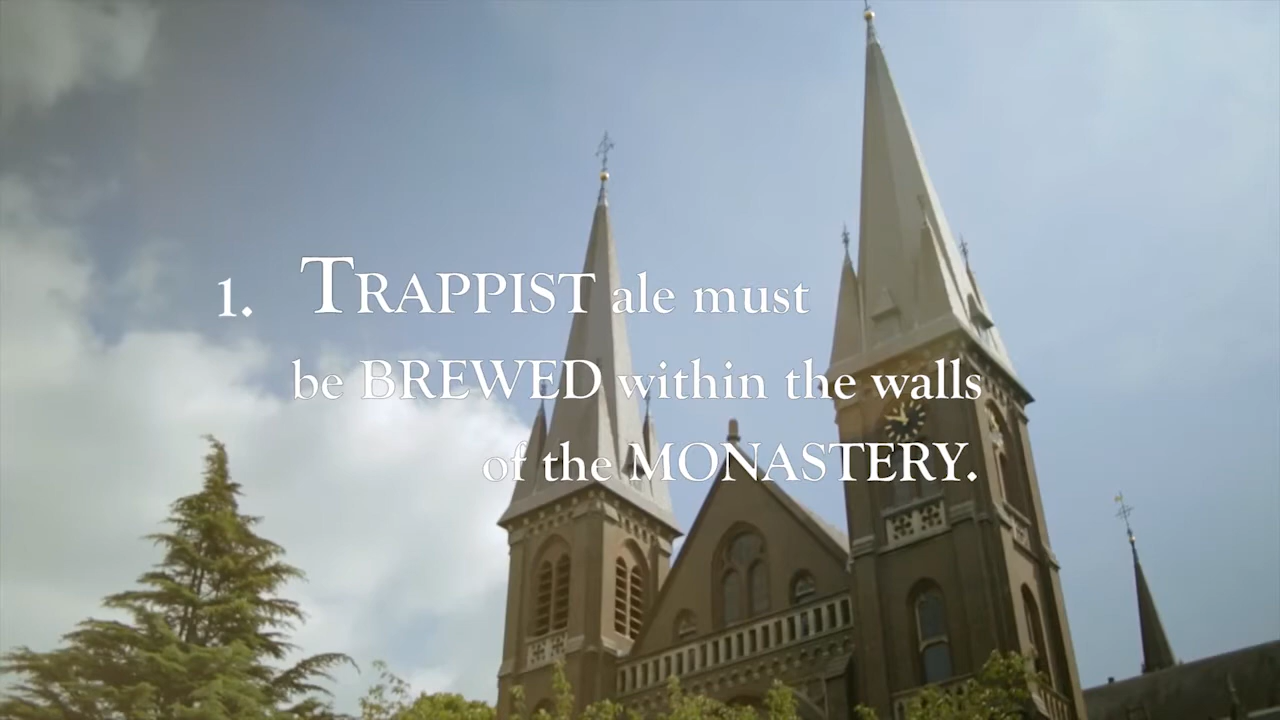 1. TRAPPIST ale must
be BREWED within the walls
of the MONASTERY.